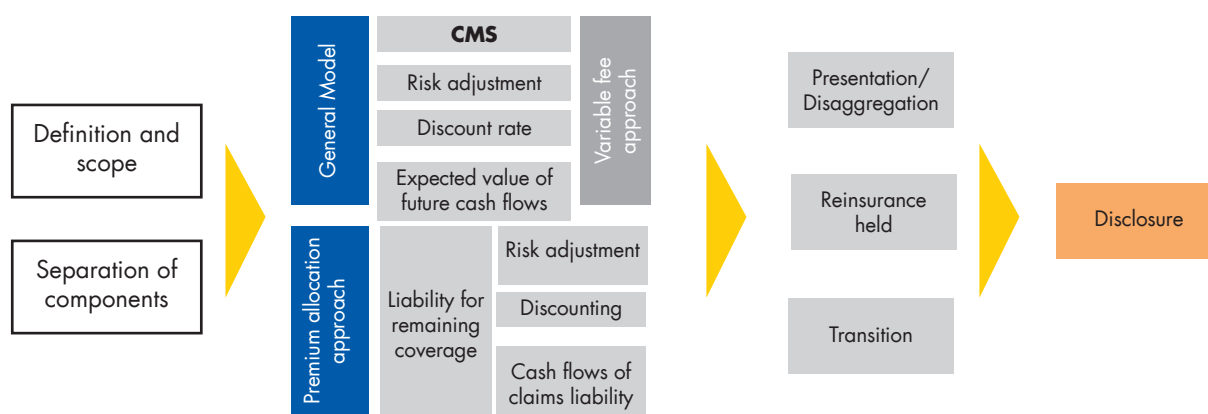 Definition and
scope
Separation of
components
General Model
CMS
Risk adjustment
Discount rate
Expected value of
future cash flows
Variable fee
approach
Premium allocation
approach
Liability for
remaining
coverage
Risk adjustment
Discounting
Cash flows of
claims liability
Presentation/
Disaggregation
Reinsurance
held
Transition
Disclosure